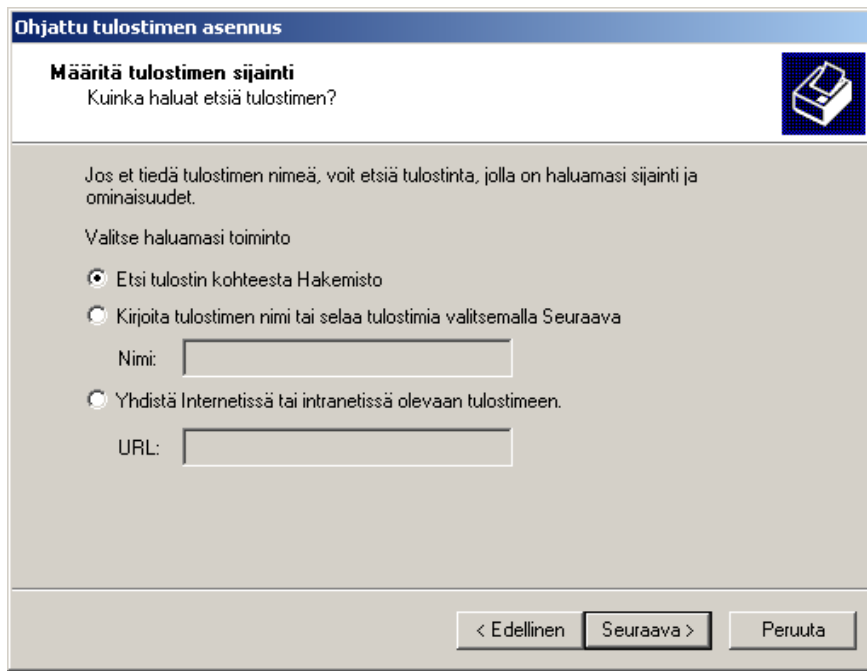 Ohjattu tulostimen asennus
Määritä tulostimen sijainti
Kuinka haluat etsiä tulostimen?
Jos et tiedä tulostimen nimeä, voit etsiä tulostinta, jolla on haluamasi sijainti ja
ominaisuudet.
Valitse haluamasi toiminto
Etsi tulostin kohteesta Hakemisto
Kirjoita tulostimen nimi tai selaa tulostimia valitsemalla Seuraava
Nimi:
Yhdistä Internetissä tai intranetissä olevaan tulostimeen.
URL:
< Edellinen Seuraava > Peruuta